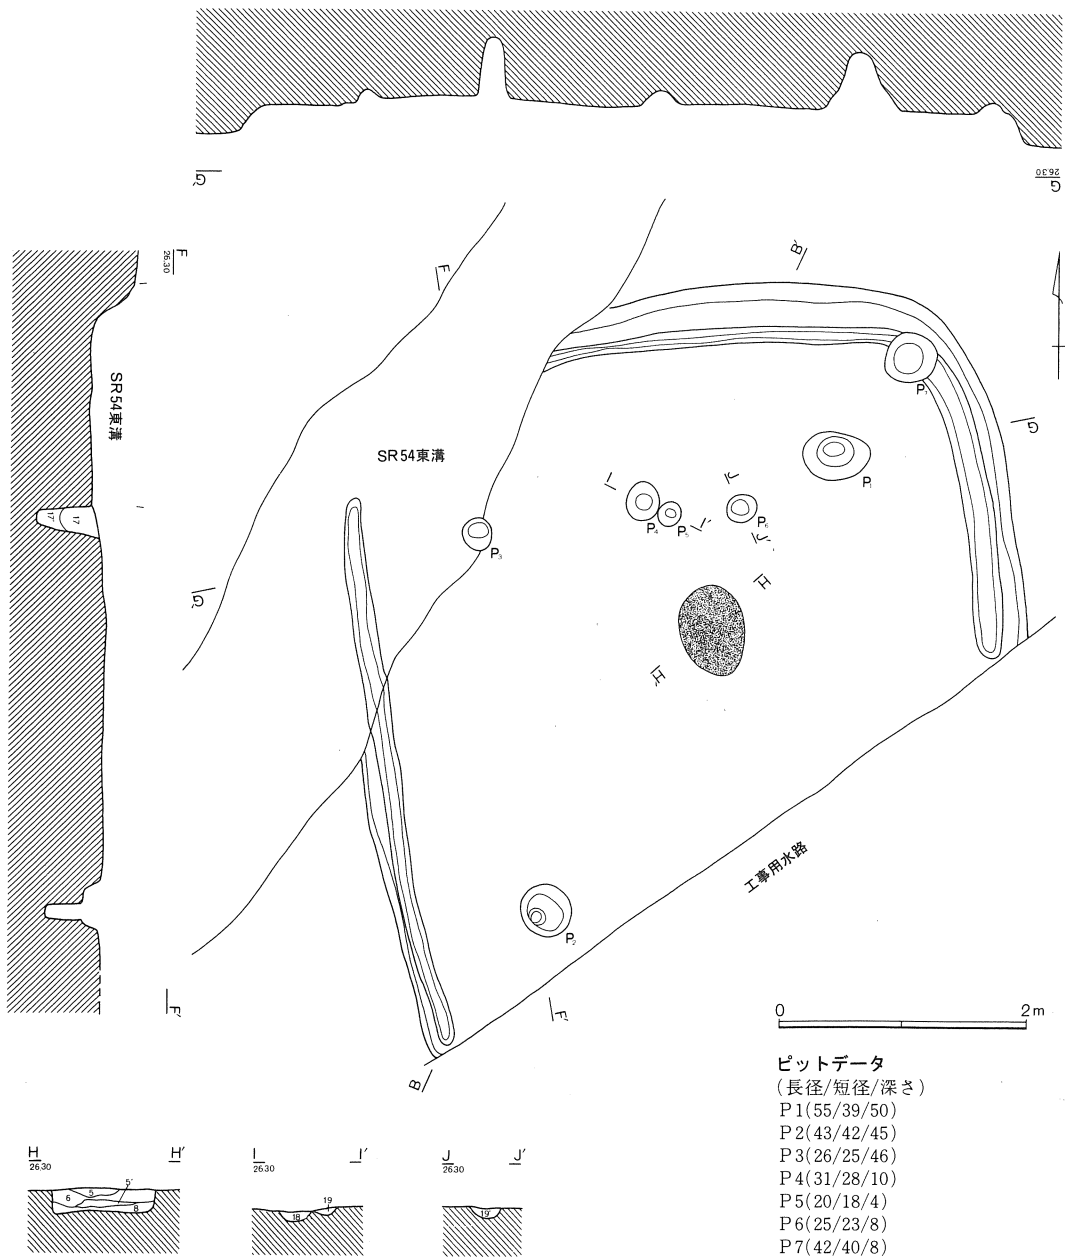 G'
G
26.30
F
26.30
F
B'
SR54東溝
P7
G
SR54東溝
P1
I
J
P4
P5
I'
P6
J'
P3
17'
17
G'
H
H'
工事用水路
P2
F'
F'
B
0 2m
ピットデータ
(長径/短径/深さ)
P1(55/39/50)
P2(43/42/45)
P3(26/25/46)
P4(31/28/10)
P5(20/18/4)
P6(25/23/8)
P7(42/40/8)
H H'
26.30
5'
5
6
8
I I'
26.30
19
18
J J'
26.30
19'